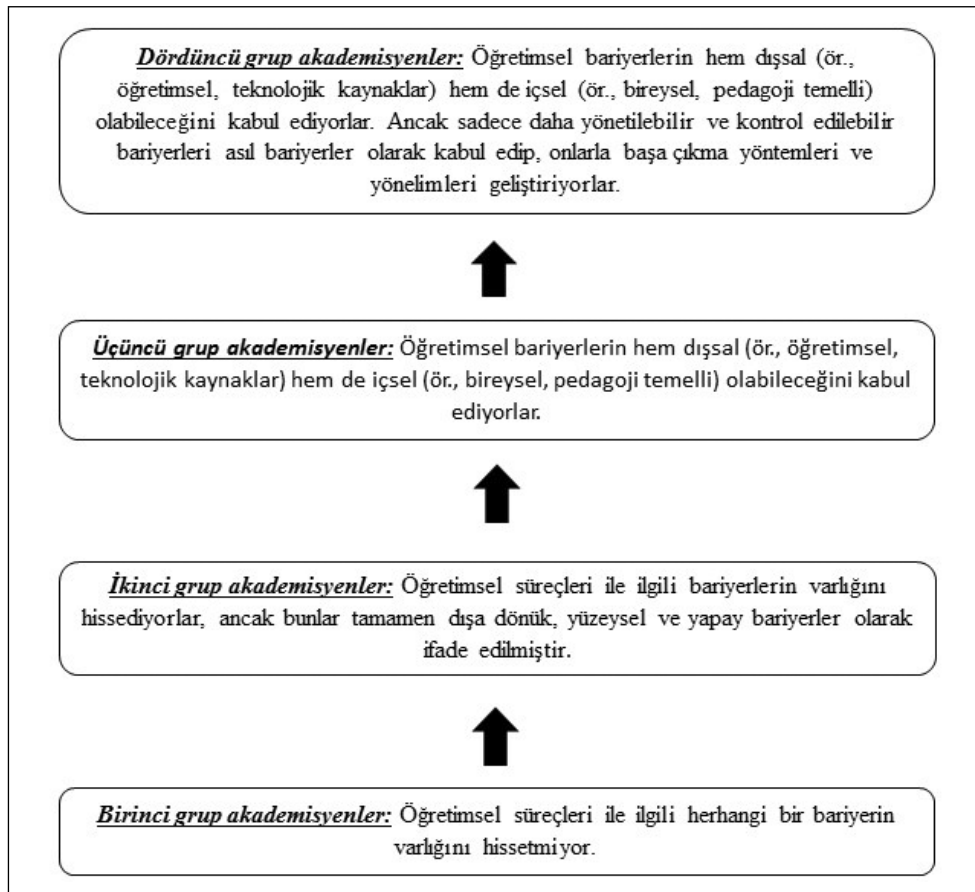 Dördüncü grup akademisyenler: Öğretimsel bariyerlerin hem dışsal (ör.,
öğretimsel, teknolojik kaynaklar) hem de içsel (ör., bireysel, pedagoji temelli)
olabileceğini kabul ediyorlar. Ancak sadece daha yönetilebilir ve kontrol edilebilir
bariyerleri asıl bariyerler olarak kabul edip, onlarla başa çıkma yöntemleri ve
yönelimleri geliştiriyorlar.
Üçüncü grup akademisyenler: Öğretimsel bariyerlerin hem dışsal (ör., öğretimsel,
teknolojik kaynaklar) hem de içsel (ör., bireysel, pedagoji temelli) olabileceğini kabul
ediyorlar.
İkinci grup akademisyenler: Öğretimsel süreçleri ile ilgili bariyerlerin varlığını
hissediyorlar, ancak bunlar tamamen dışa dönük, yüzeysel ve yapay bariyerler olarak
ifade edilmiştir.
Birinci grup akademisyenler: Öğretimsel süreçleri ile ilgili herhangi bir bariyerin
varlığını hissetmiyor.